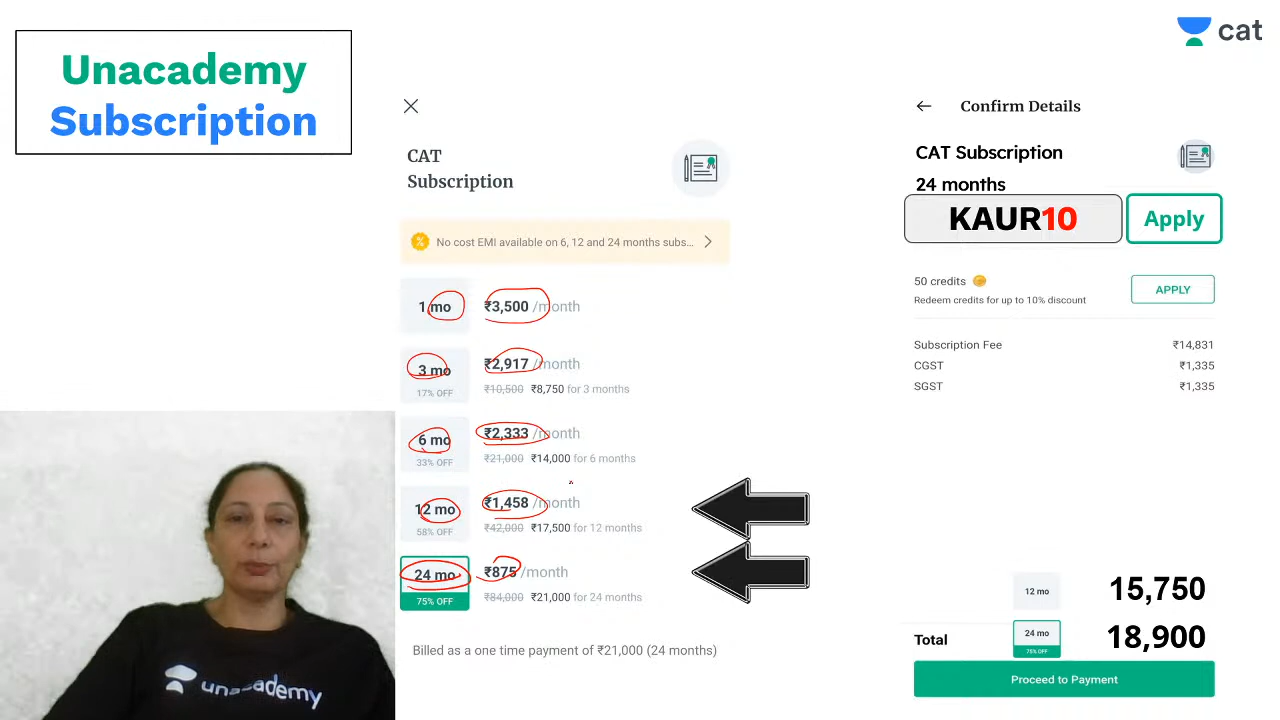 Unacademy
Subscription
cat
CAT
Subscription
No cost EMI available on 6, 12 and 24 months subs...
1 mo
₹3,500 /month
3 mo
17% OFF
₹2,917 /month
₹10,500 ₹8,750 for 3 months
6 mo
33% OFF
₹2,333 /month
₹21,000 ₹14,000 for 6 months
12 mo
58% OFF
₹1,458 /month
₹42,000 ₹17,500 for 12 months
24 mo
75% OFF
₹875 /month
₹84,000 ₹21,000 for 24 months
Billed as a one time payment of ₹21,000 (24 months)
Confirm Details
CAT Subscription
24 months
KAUR10 Apply
50 credits
Redeem credits for up to 10% discount
APPLY
Subscription Fee ₹14,831
CGST ₹1,335
SGST ₹1,335
12 mo 15,750
Total 24 mo 18,900
75% OFF
Proceed to Payment
unacademy